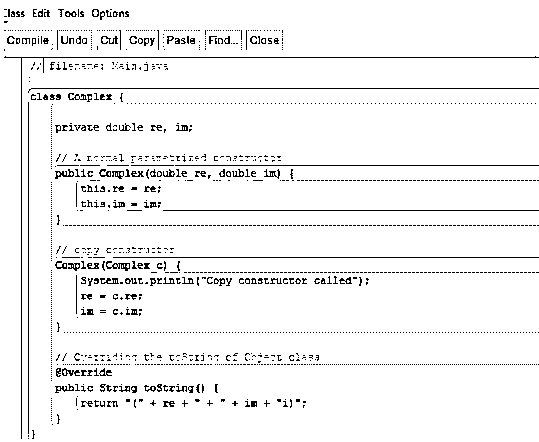 Class Edit Tools Options
Compile Undo Cut Copy Paste Find... Close
// filename: Main.java
class Complex {
private double re, im;
// A normal parametrized constructor
public Complex(double re, double im) {
this.re = re;
this.im = im;
}
// copy constructor
Complex(Complex c) {
System.out.println("Copy constructor called");
re = c.re;
im = c.im;
}
// Overriding the toString of Object class
@Override
public String toString() {
return "(" + re + " + " + im + "i)";
}
}